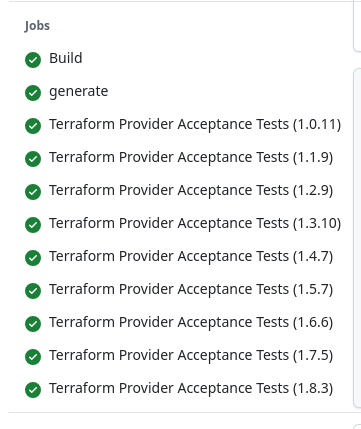 Jobs
Build
generate
Terraform Provider Acceptance Tests (1.0.11)
Terraform Provider Acceptance Tests (1.1.9)
Terraform Provider Acceptance Tests (1.2.9)
Terraform Provider Acceptance Tests (1.3.10)
Terraform Provider Acceptance Tests (1.4.7)
Terraform Provider Acceptance Tests (1.5.7)
Terraform Provider Acceptance Tests (1.6.6)
Terraform Provider Acceptance Tests (1.7.5)
Terraform Provider Acceptance Tests (1.8.3)